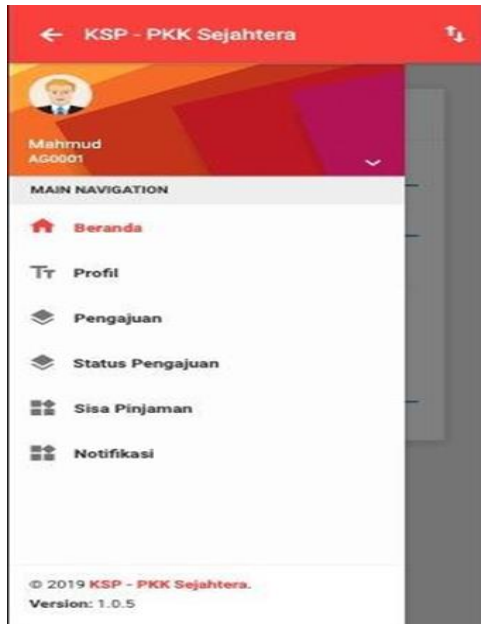 KSP - PKK Sejahtera
Mahmud
AG0001
MAIN NAVIGATION
Beranda
Profil
Pengajuan
Status Pengajuan
Sisa Pinjaman
Notifikasi
© 2019 KSP - PKK Sejahtera.
Version: 1.0.5